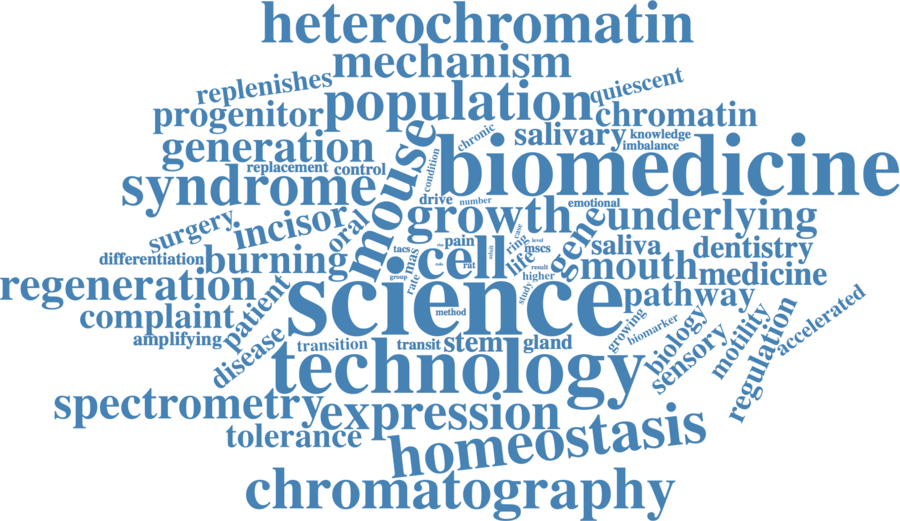 heterochromatin
mechanism
replenishes
quiescent
population
progenitor
chromatin
chronic
salivary
knowledge
imbalance
generation
mouse
biomedicine
replacement
control
condition
syndrome
drive
number
emotional
growth
gene
underlying
surgery
incisor
oral
pain
case
ring
level
mscs
saliva
dentistry
differentiation
burning
tacs
mas
cell
rat
life
mouth
medicine
group
rate
result
higher
study
regeneration
patient
science
pathway
complaint
method
growing
biomarker
biology
motility
accelerated
amplifying
disease
transition
transit
stem
gland
sensory
regulation
technology
spectrometry
expression
tolerance
homeostasis
chromatography